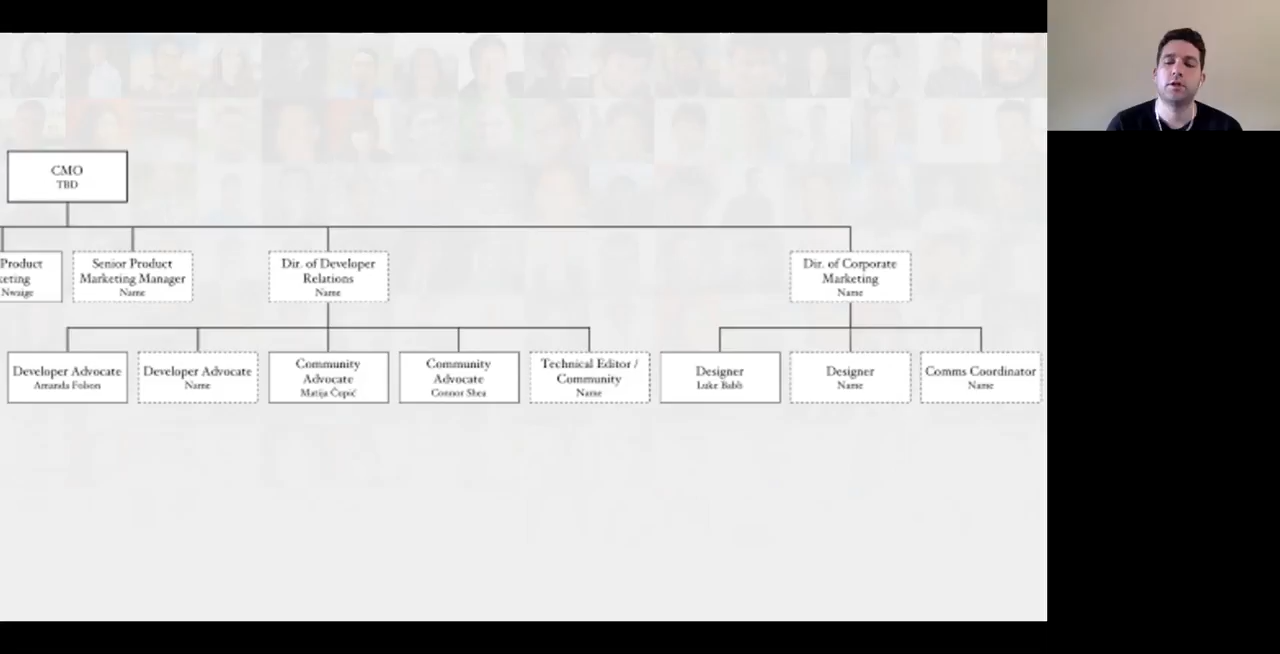 CMO
TBD
Product
keting
Nwaige
Senior Product
Marketing Manager
Name
Dir. of Developer
Relations
Name
Dir. of Corporate
Marketing
Name
Developer Advocate
Amanda Folson
Developer Advocate
Name
Community
Advocate
Matija Čupić
Community
Advocate
Connor Shea
Technical Editor /
Community
Name
Designer
Luke Babb
Designer
Name
Comms Coordinator
Name